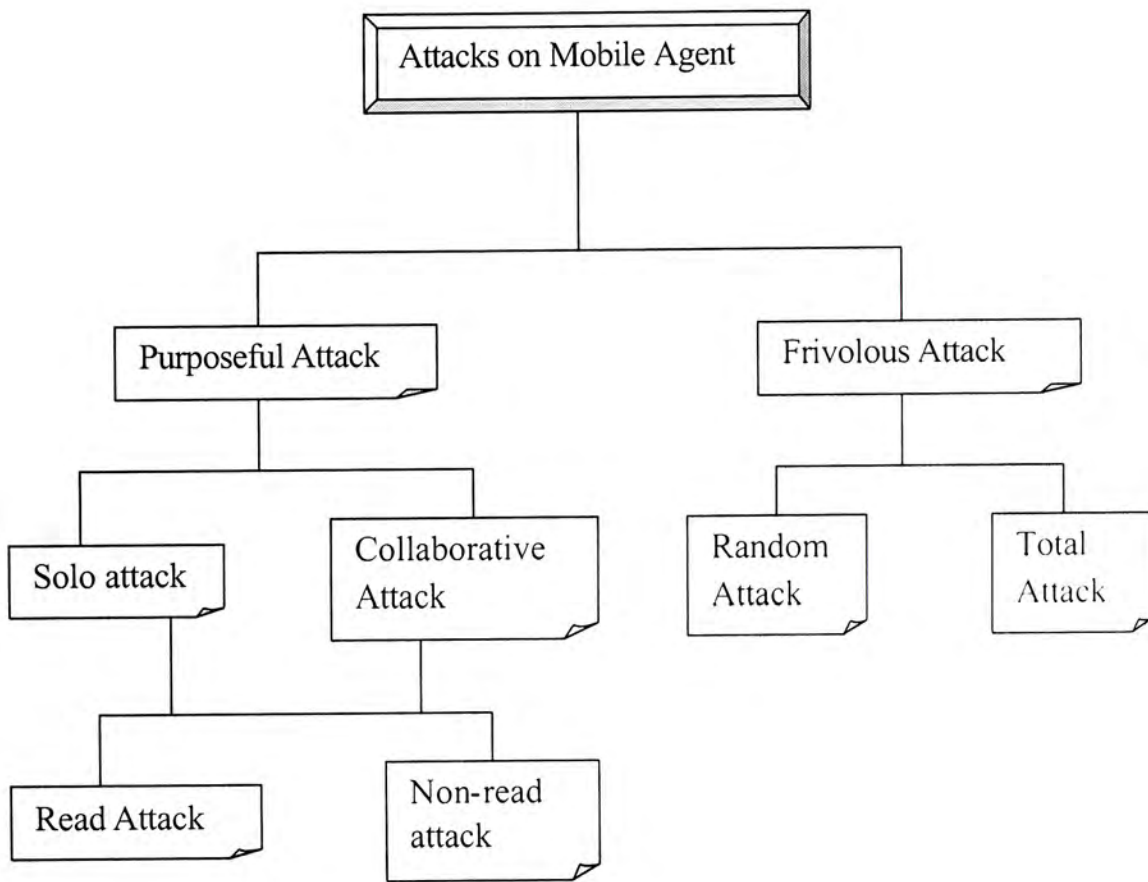 Attacks on Mobile Agent
Purposeful Attack
Frivolous Attack
Solo attack
Collaborative
Attack
Random
Attack
Total
Attack
Read Attack
Non-read
attack